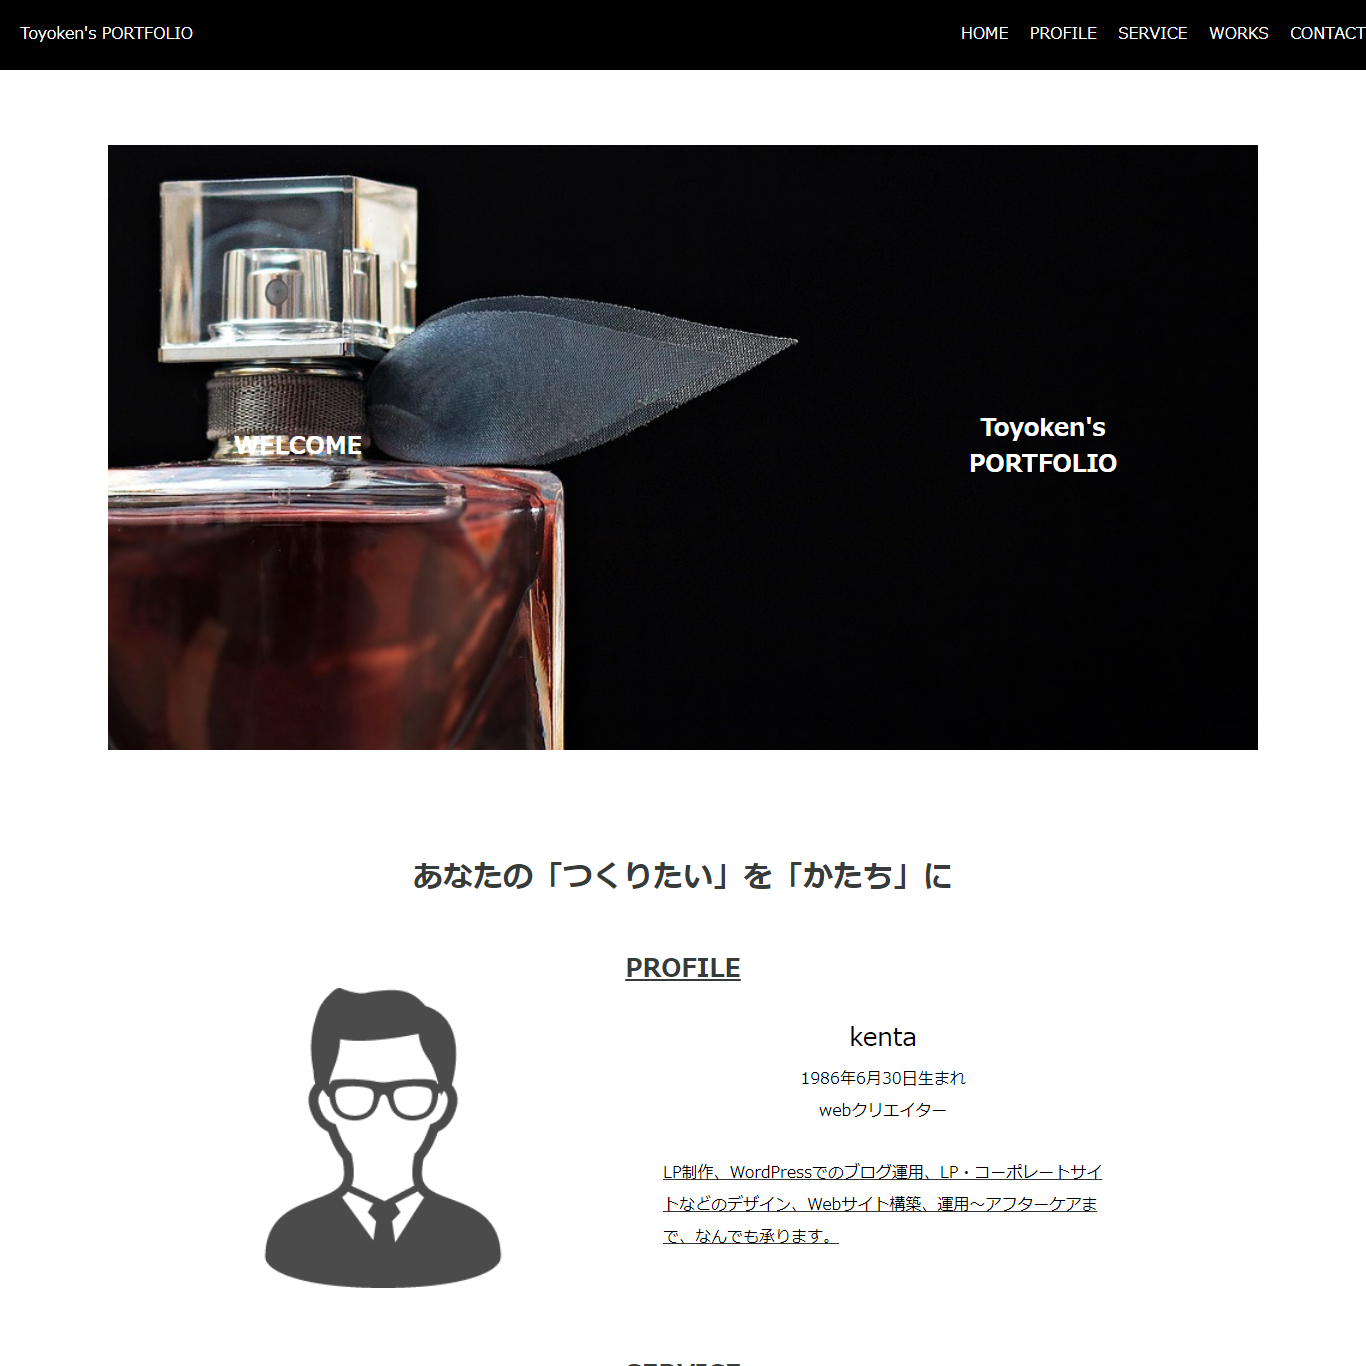 Toyoken's PORTFOLIO
HOME PROFILE SERVICE WORKS CONTACT
WELCOME
Toyoken's
PORTFOLIO
あなたの「つくりたい」を「かたち」に
PROFILE
kenta
1986年6月30日生まれ
webクリエイター
LP制作、WordPressでのブログ運用、LP・コーポレートサイ
トなどのデザイン、Webサイト構築、運用～アフターケアま
で、なんでも承ります。
SERVICE